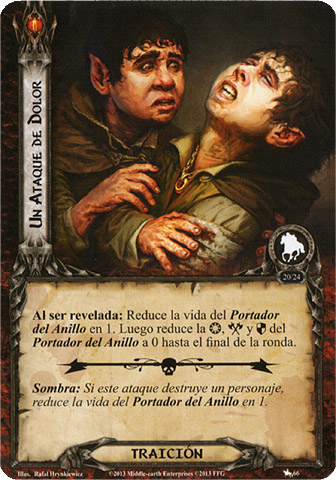 UN ATAQUE DE DOLOR
20/24
Al ser revelada: Reduce la vida del Portador
del Anillo en 1. Luego reduce la , y del
Portador del Anillo a 0 hasta el final de la ronda.
Sombra: Si este ataque destruye un personaje,
reduce la vida del Portador del Anillo en 1.
TRAICIÓN
Illus. Rafał Hrynkiewicz
©2013 Middle-earth Enterprises ©2013 FFG
66